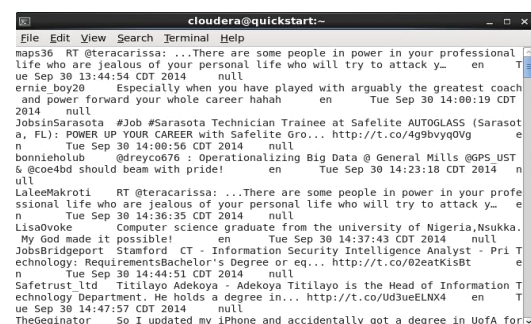 cloudera@quickstart:~
File Edit View Search Terminal Help
maps36 RT @teracarissa: ...There are some people in power in your professional
life who are jealous of your personal life who will try to attack y… en T
ue Sep 30 13:44:54 CDT 2014 null
ernie_boy20 Especially when you have played with arguably the greatest coach
and power forward your whole career hahah en Tue Sep 30 14:00:19 CDT
2014 null
JobsinSarasota #Job #Sarasota Technician Trainee at Safelite AUTOGLASS (Sarasot
a, FL): POWER UP YOUR CAREER with Safelite Gro... http://t.co/4g9bvyqOVg e
n Tue Sep 30 14:00:56 CDT 2014 null
bonnieholub @dreyco676 : Operationalizing Big Data @ General Mills @GPS_UST
& @coe4bd should beam with pride! en Tue Sep 30 14:23:18 CDT 2014 n
ull
LaleeMakroti RT @teracarissa: ...There are some people in power in your profe
ssional life who are jealous of your personal life who will try to attack y… e
n Tue Sep 30 14:36:35 CDT 2014 null
LisaOvoke Computer science graduate from the university of Nigeria,Nsukka.
My God made it possible! en Tue Sep 30 14:37:43 CDT 2014 null
JobsBridgeport Stamford CT - Information Security Intelligence Analyst - Pri T
echnology: RequirementsBachelor's Degree or eq... http://t.co/02eatKisBt e
n Tue Sep 30 14:44:51 CDT 2014 null
Safetrust_ltd Titilayo Adekoya - Adekoya Titilayo is the Head of Information T
echnology Department. He holds a degree in... http://t.co/Ud3ueELNX4 en T
ue Sep 30 14:47:57 CDT 2014 null
TheGeginator So I updated my iPhone and accidentally got a degree in UofA for